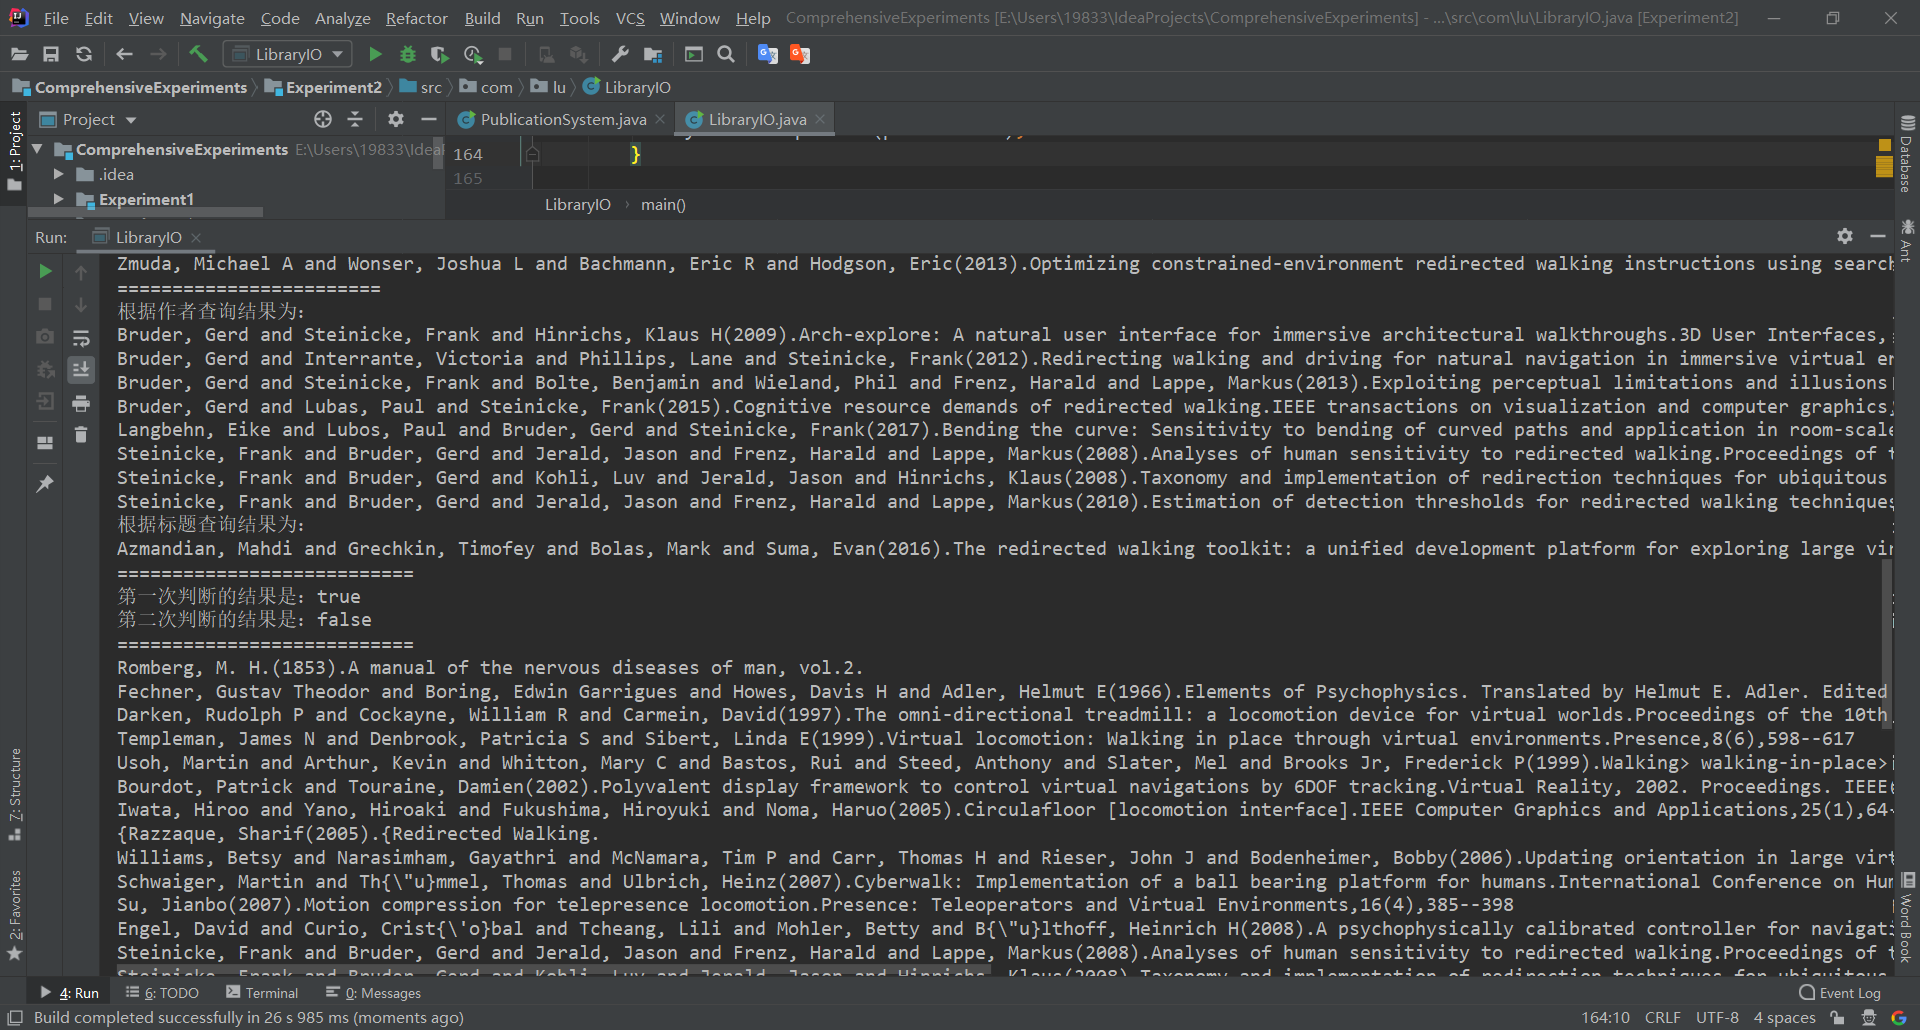 File Edit View Navigate Code Analyze Refactor Build Run Tools VCS Window Help ComprehensiveExperiments [E:\Users\19833\IdeaProjects\ComprehensiveExperiments] - ...\src\com\lu\LibraryIO.java [Experiment2]
LibraryIO
ComprehensiveExperiments Experiment2 src com lu LibraryIO
Project PublicationSystem.java LibraryIO.java
1: Project
ComprehensiveExperiments E:\Users\19833\Idea
.idea
Experiment1
164 }
165
LibraryIO main()
Database
Ant
Run: LibraryIO
Zmuda, Michael A and Wonser, Joshua L and Bachmann, Eric R and Hodgson, Eric(2013).Optimizing constrained-environment redirected walking instructions using search
========================
根据作者查询结果为:
Bruder, Gerd and Steinicke, Frank and Hinrichs, Klaus H(2009).Arch-explore: A natural user interface for immersive architectural walkthroughs.3D User Interfaces,
Bruder, Gerd and Interrante, Victoria and Phillips, Lane and Steinicke, Frank(2012).Redirecting walking and driving for natural navigation in immersive virtual en
Bruder, Gerd and Steinicke, Frank and Bolte, Benjamin and Wieland, Phil and Frenz, Harald and Lappe, Markus(2013).Exploiting perceptual limitations and illusions
Bruder, Gerd and Lubas, Paul and Steinicke, Frank(2015).Cognitive resource demands of redirected walking.IEEE transactions on visualization and computer graphics,
Langbehn, Eike and Lubos, Paul and Bruder, Gerd and Steinicke, Frank(2017).Bending the curve: Sensitivity to bending of curved paths and application in room-scale
Steinicke, Frank and Bruder, Gerd and Jerald, Jason and Frenz, Harald and Lappe, Markus(2008).Analyses of human sensitivity to redirected walking.Proceedings of t
Steinicke, Frank and Bruder, Gerd and Kohli, Luv and Jerald, Jason and Hinrichs, Klaus(2008).Taxonomy and implementation of redirection techniques for ubiquitous
Steinicke, Frank and Bruder, Gerd and Jerald, Jason and Frenz, Harald and Lappe, Markus(2010).Estimation of detection thresholds for redirected walking techniques
根据标题查询结果为:
Azmandian, Mahdi and Grechkin, Timofey and Bolas, Mark and Suma, Evan(2016).The redirected walking toolkit: a unified development platform for exploring large vir
===========================
第一次判断的结果是: true
第二次判断的结果是: false
===========================
Romberg, M. H.(1853).A manual of the nervous diseases of man, vol.2.
Fechner, Gustav Theodor and Boring, Edwin Garrigues and Howes, Davis H and Adler, Helmut E(1966).Elements of Psychophysics. Translated by Helmut E. Adler. Edited
Darken, Rudolph P and Cockayne, William R and Carmein, David(1997).The omni-directional treadmill: a locomotion device for virtual worlds.Proceedings of the 10th
Templeman, James N and Denbrook, Patricia S and Sibert, Linda E(1999).Virtual locomotion: Walking in place through virtual environments.Presence,8(6),598--617
Usoh, Martin and Arthur, Kevin and Whitton, Mary C and Bastos, Rui and Steed, Anthony and Slater, Mel and Brooks Jr, Frederick P(1999).Walking> walking-in-place>
Bourdot, Patrick and Touraine, Damien(2002).Polyvalent display framework to control virtual navigations by 6DOF tracking.Virtual Reality, 2002. Proceedings. IEEE
Iwata, Hiroo and Yano, Hiroaki and Fukushima, Hiroyuki and Noma, Haruo(2005).Circulafloor [locomotion interface].IEEE Computer Graphics and Applications,25(1),64-
{Razzaque, Sharif(2005).{Redirected Walking.
Williams, Betsy and Narasimham, Gayathri and McNamara, Tim P and Carr, Thomas H and Rieser, John J and Bodenheimer, Bobby(2006).Updating orientation in large virt
Schwaiger, Martin and Th{\"u}mmel, Thomas and Ulbrich, Heinz(2007).Cyberwalk: Implementation of a ball bearing platform for humans.International Conference on Hum
Su, Jianbo(2007).Motion compression for telepresence locomotion.Presence: Teleoperators and Virtual Environments,16(4),385--398
Engel, David and Curio, Crist{\'o}bal and Tcheang, Lili and Mohler, Betty and B{\"u}lthoff, Heinrich H(2008).A psychophysically calibrated controller for navigati
Steinicke, Frank and Bruder, Gerd and Jerald, Jason and Frenz, Harald and Lappe, Markus(2008).Analyses of human sensitivity to redirected walking.Proceedings of t
Steinicke, Frank and Bruder, Gerd and Kohli, Luv and Jerald, Jason and Hinrichs, Klaus(2008).Taxonomy and implementation of redirection techniques for ubiquitous
7: Structure
2: Favorites
Word Book
4: Run 6: TODO Terminal 0: Messages Event Log
Build completed successfully in 26 s 985 ms (moments ago) 164:10 CRLF UTF-8 4 spaces